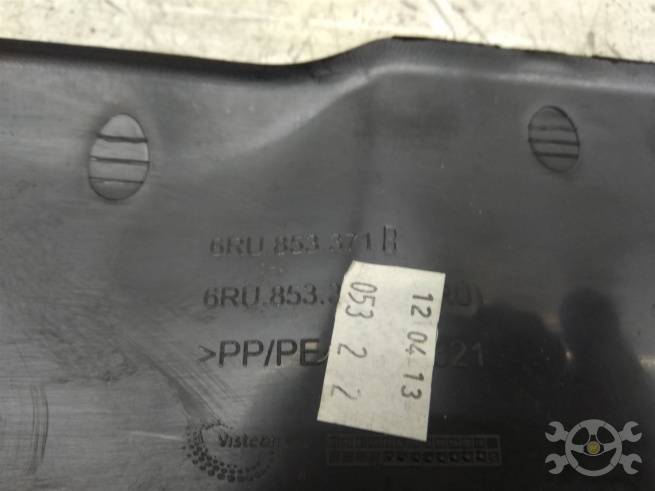 6RU.853.371 B
6RU.853.
>PP/PE
12 04 13
053 2 2
Visteon